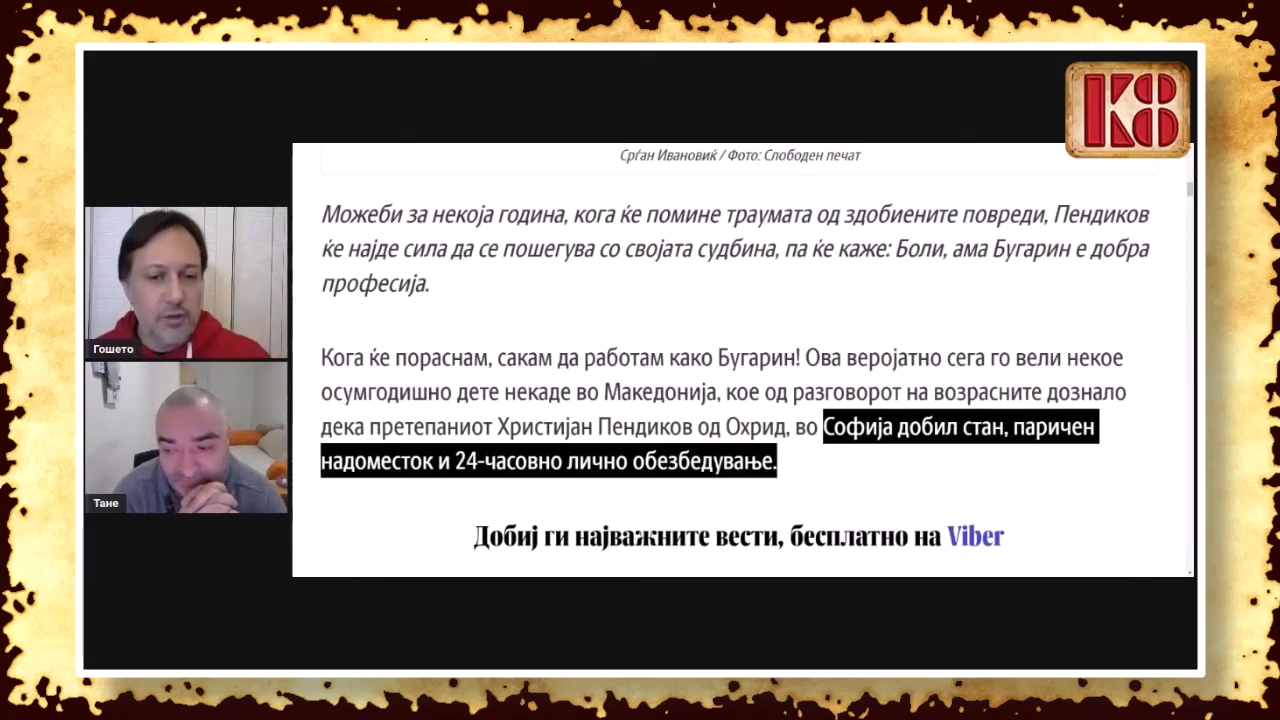 K8
Срѓан Ивановиќ / Фото: Слободен печат
Можеби за некоја година, кога ќе помине траумата од здобиените повреди, Пендиков
ќе најде сила да се пошегува со својата судбина, па ќе каже: Боли, ама Бугарин е добра
професија.
Кога ќе пораснам, сакам да работам како Бугарин! Ова веројатно сега го вели некое
осумгодишно дете некаде во Македонија, кое од разговорот на возрасните дознало
дека претепаниот Христијан Пендиков од Охрид, во Софија добил стан, паричен
надоместок и 24-часовно лично обезбедување.
Добиј ги најважните вести, бесплатно на Viber
Гошето
Тане